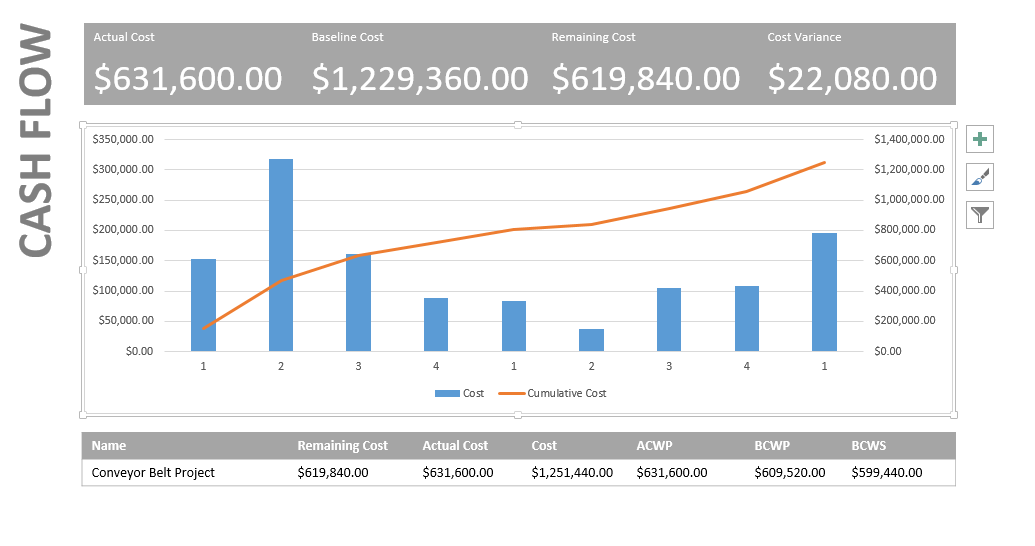 CASH FLOW
Actual Cost Baseline Cost Remaining Cost Cost Variance
$631,600.00 $1,229,360.00 $619,840.00 $22,080.00
$350,000.00 $1,400,000.00
$300,000.00 $1,200,000.00
$250,000.00 $1,000,000.00
$200,000.00 $800,000.00
$150,000.00 $600,000.00
$100,000.00 $400,000.00
$50,000.00 $200,000.00
$0.00 $0.00
1 2 3 4 1 2 3 4 1
Cost Cumulative Cost
Name Remaining Cost Actual Cost Cost ACWP BCWP BCWS
Conveyor Belt Project $619,840.00 $631,600.00 $1,251,440.00 $631,600.00 $609,520.00 $599,440.00